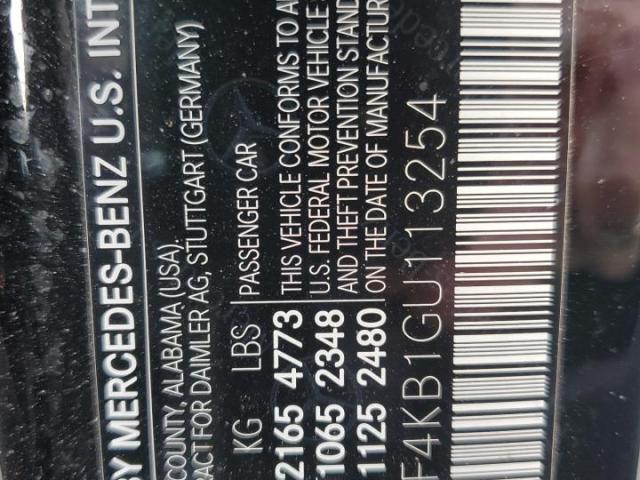 BY MERCEDES-BENZ U.S. INT
COUNTY, ALABAMA (USA)
RACT FOR DAIMLER AG, STUTTGART (GERMANY)
KG LBS PASSENGER CAR
2165 4773 THIS VEHICLE CONFORMS TO A
1065 2348 U.S. FEDERAL MOTOR VEHICLE
1125 2480 AND THEFT PREVENTION STAND
ON THE DATE OF MANUFACTUR
F4KB1GU113254